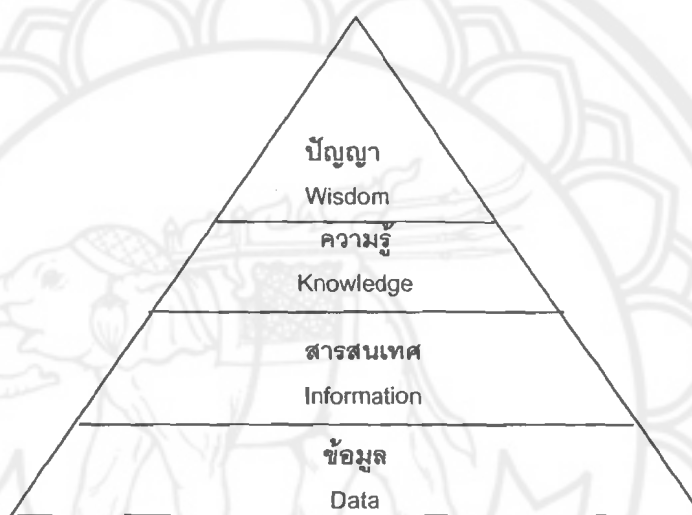 ปัญญา
Wisdom
ความรู้
Knowledge
สารสนเทศ
Information
ข้อมูล
Data